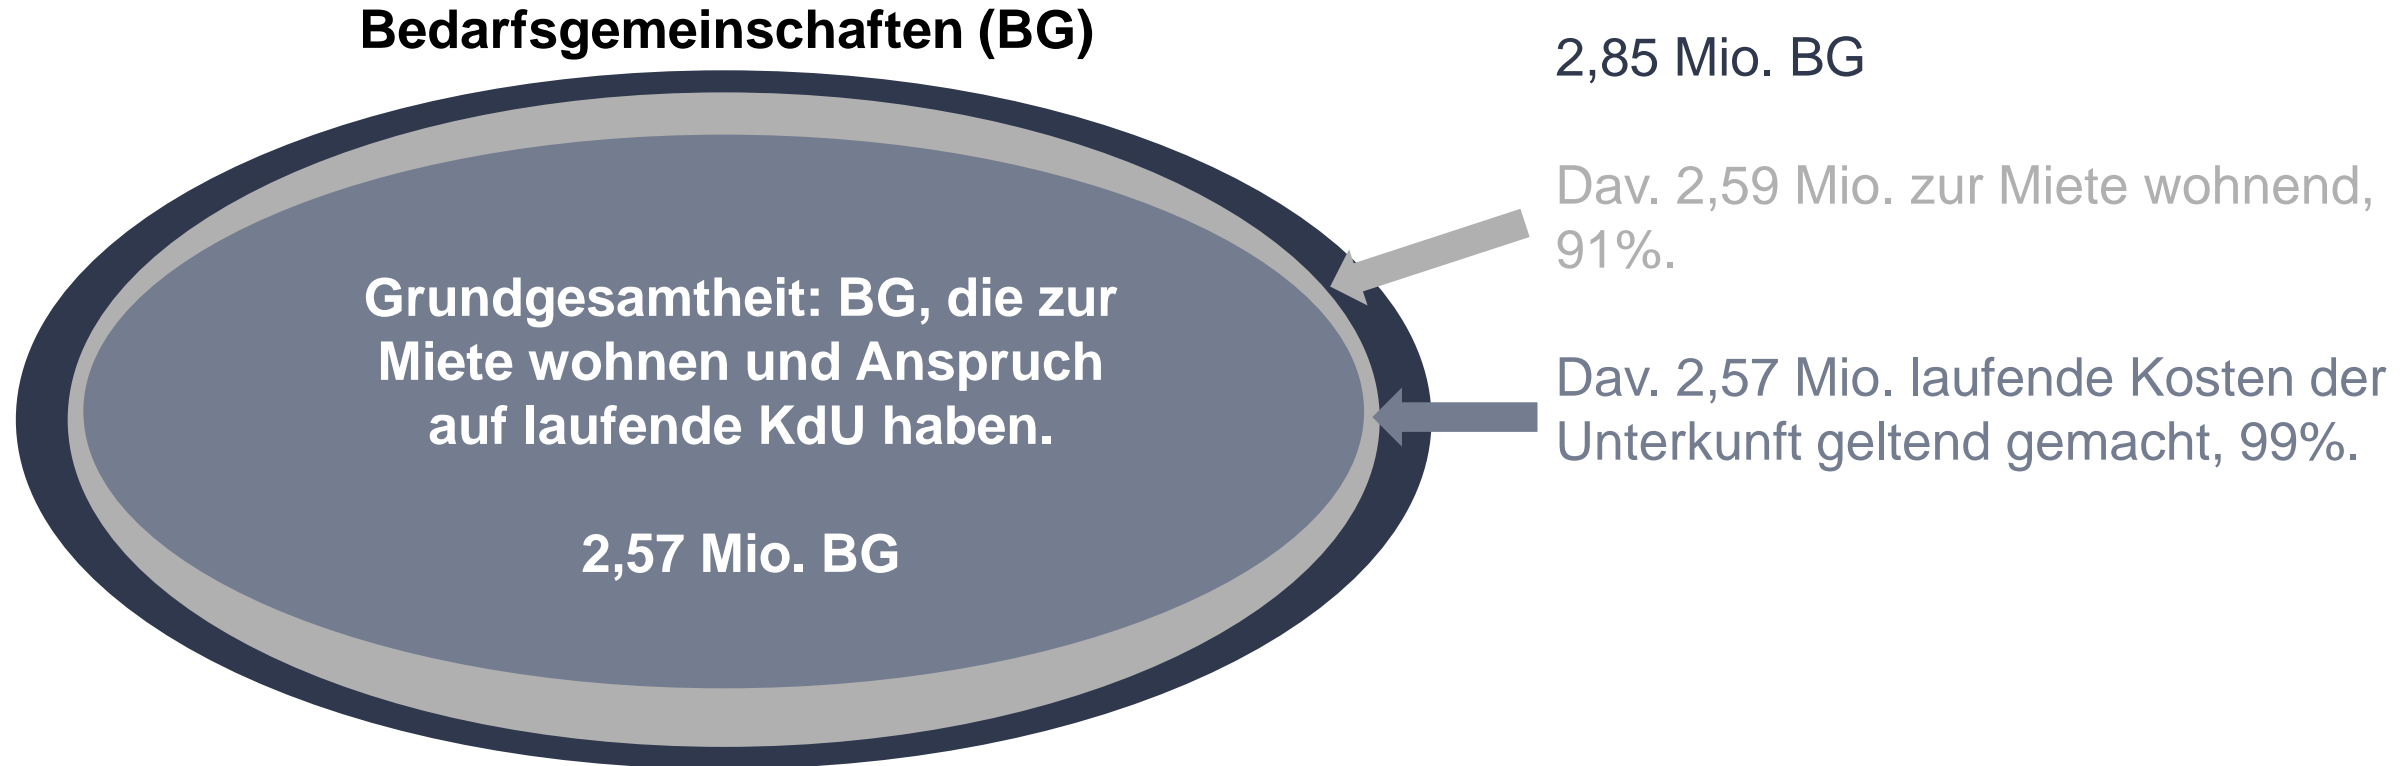 Bedarfsgemeinschaften (BG)
Grundgesamtheit: BG, die zur
Miete wohnen und Anspruch
auf laufende KdU haben.
2,57 Mio. BG
2,85 Mio. BG
Dav. 2,59 Mio. zur Miete wohnend,
91%.
Dav. 2,57 Mio. laufende Kosten der
Unterkunft geltend gemacht, 99%.